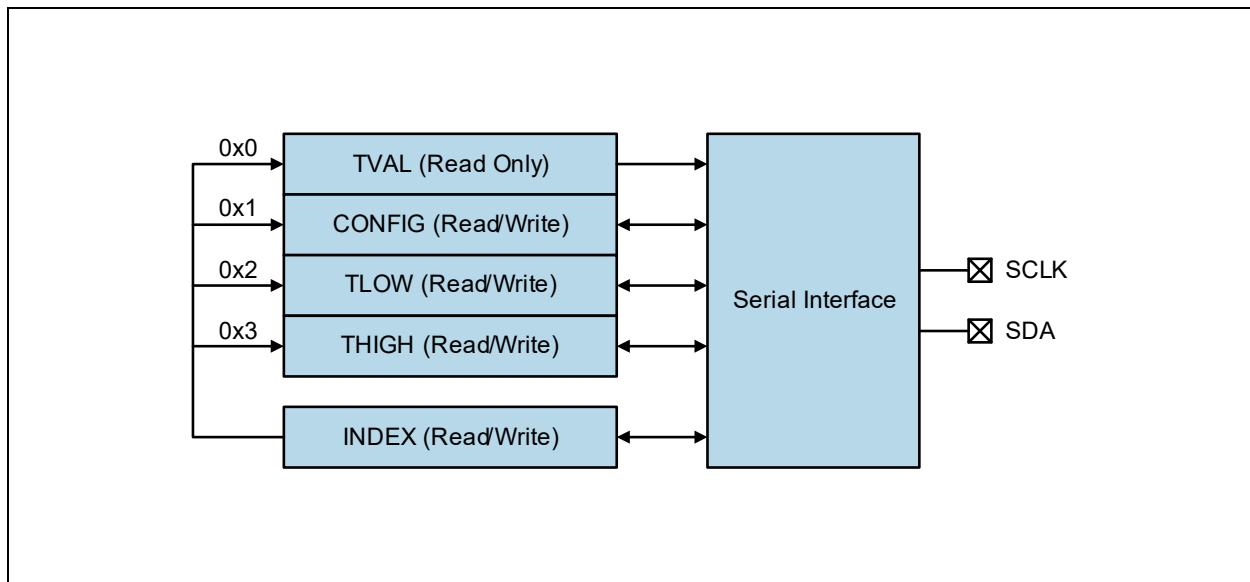 0x0
TVAL (Read Only)
0x1
CONFIG (Read/Write)
0x2
TLOW (Read/Write)
0x3
THIGH (Read/Write)
INDEX (Read/Write)
Serial Interface
SCLK
SDA